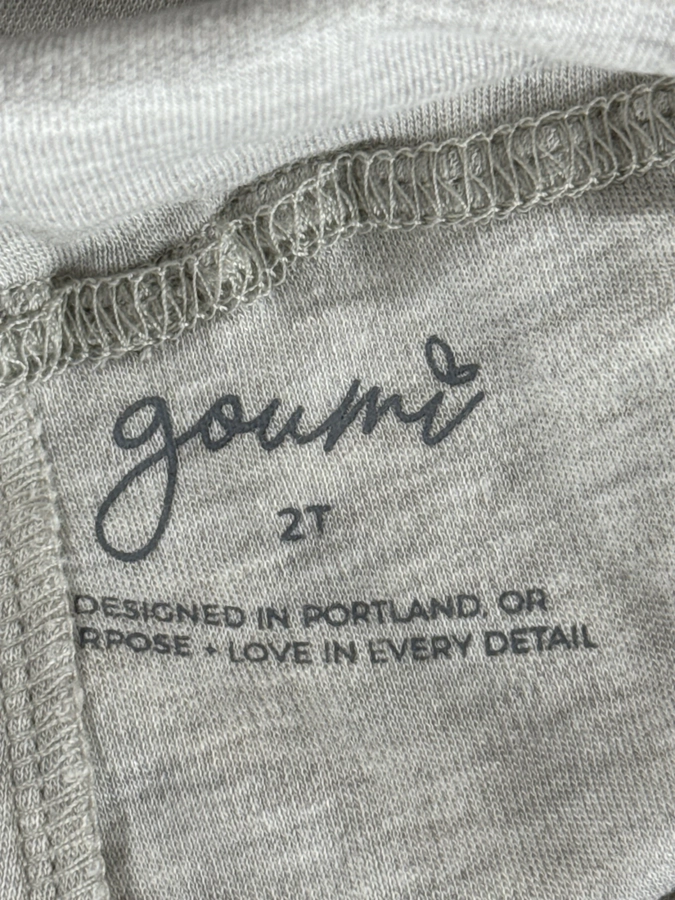 goumi
2T
DESIGNED IN PORTLAND, OR
RPOSE + LOVE IN EVERY DETAIL